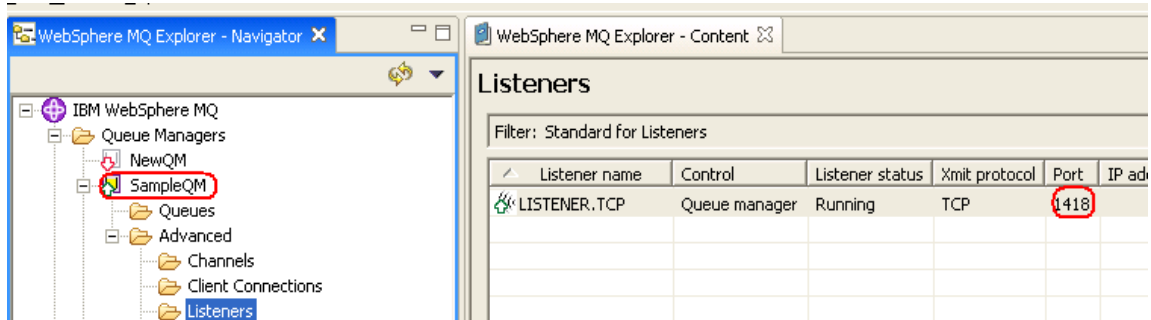 WebSphere MQ Explorer - Navigator
IBM WebSphere MQ
Queue Managers
NewQM
SampleQM
Queues
Advanced
Channels
Client Connections
Listeners
WebSphere MQ Explorer - Content
Listeners
Filter: Standard for Listeners
Listener name Control Listener status Xmit protocol Port IP
LISTENER.TCP Queue manager Running TCP 1418